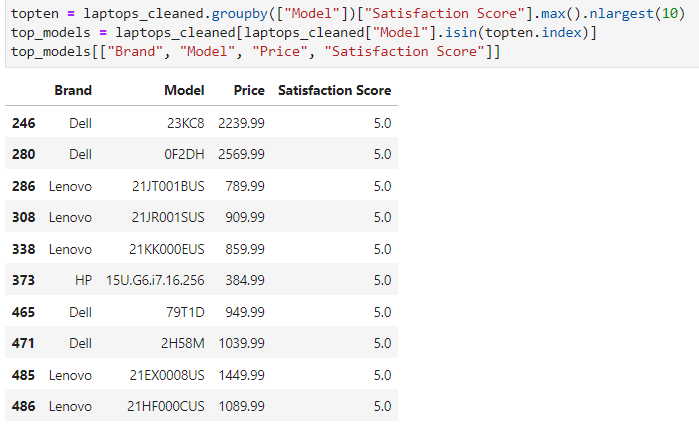 topten = laptops_cleaned.groupby(["Model"])["Satisfaction Score"].max().nlargest(10)
top_models = laptops_cleaned[laptops_cleaned["Model"].isin(topten.index)]
top_models[["Brand", "Model", "Price", "Satisfaction Score"]]
Brand Model Price Satisfaction Score
246 Dell 23KC8 2239.99 5.0
280 Dell 0F2DH 2569.99 5.0
286 Lenovo 21JT001BUS 789.99 5.0
308 Lenovo 21JR001SUS 909.99 5.0
338 Lenovo 21KK000EUS 859.99 5.0
373 HP 15U.G6.i7.16.256 384.99 5.0
465 Dell 79T1D 949.99 5.0
471 Dell 2H58M 1039.99 5.0
485 Lenovo 21EX0008US 1449.99 5.0
486 Lenovo 21HF000CUS 1089.99 5.0